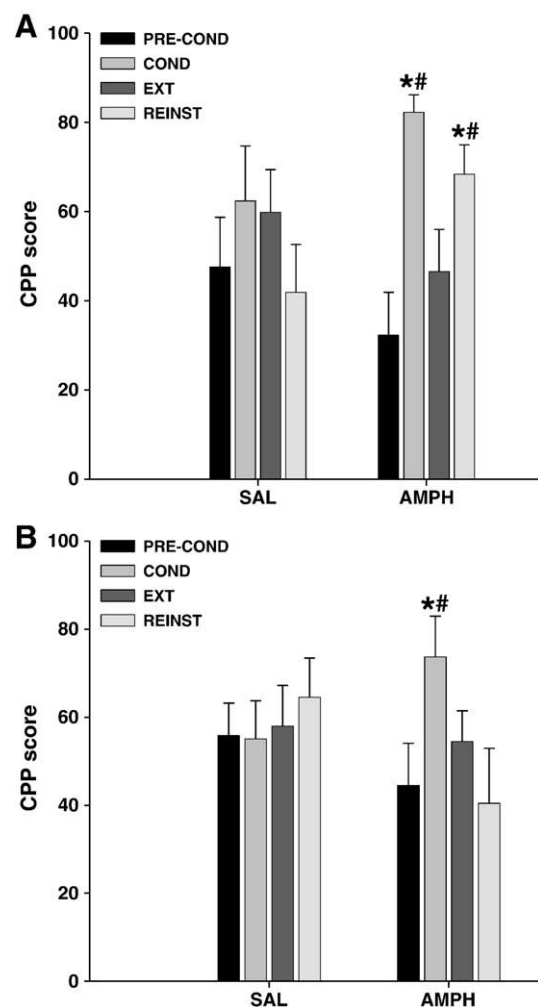 A
100
PRE-COND
COND
EXT
REINST
*#
*#
80
60
40
20
0
CPP score
SAL AMPH
B
100
PRE-COND
COND
EXT
REINST
*#
80
60
40
20
0
CPP score
SAL AMPH